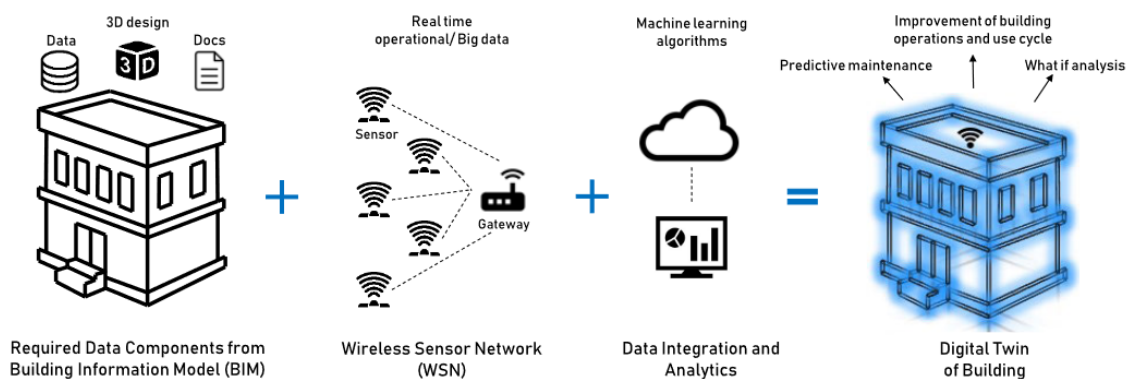 3D design
Data
3D
Docs
Required Data Components from
Building Information Model (BIM)
+
Real time
operational/ Big data
Sensor
Gateway
Wireless Sensor Network
(WSN)
+
Machine learning
algorithms
Data Integration and
Analytics
=
Improvement of building
operations and use cycle
Predictive maintenance
What if analysis
Digital Twin
of Building